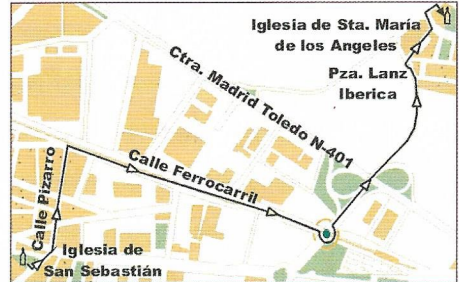 Iglesia de Sta. María
de los Angeles
Pza. Lanz
Iberica
Ctra. Madrid Toledo N-401
Calle Ferrocarril
Calle Pizarro
Iglesia de
San Sebastián